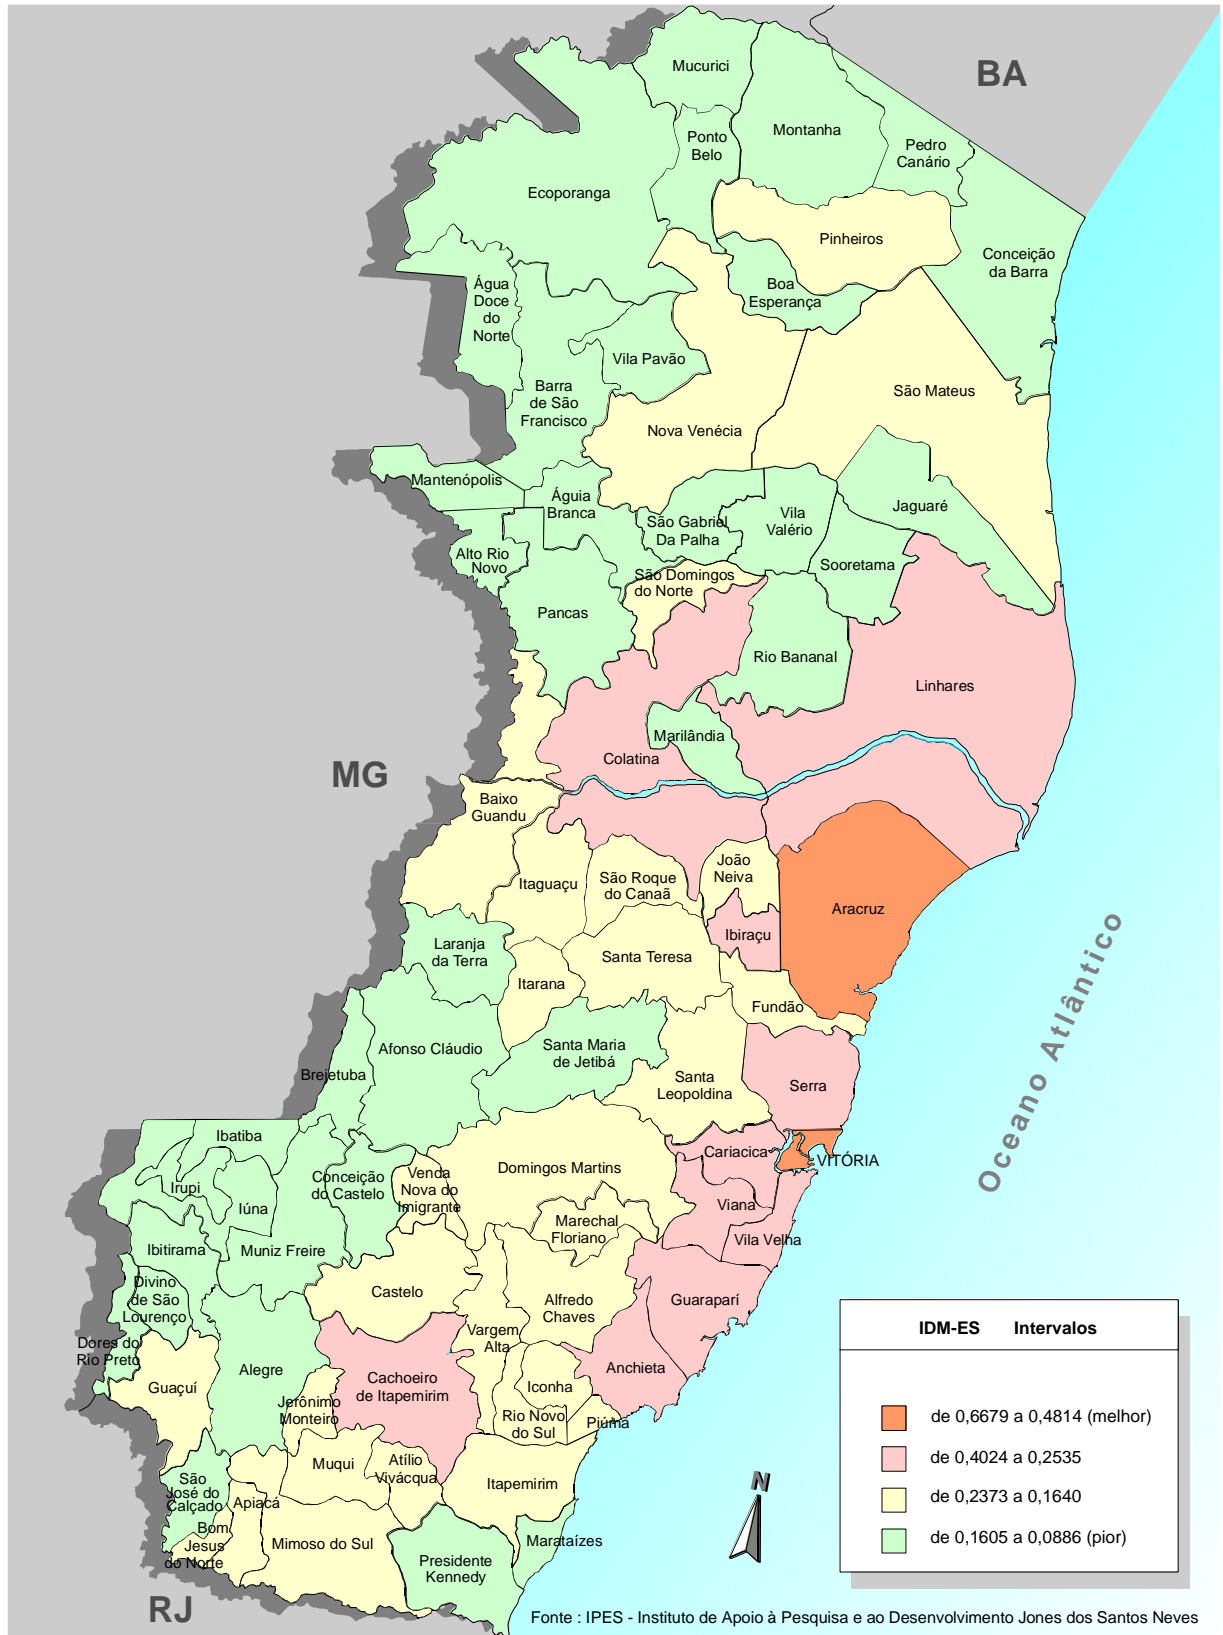 BA
Mucurici
Montanha
Ponto
Belo
Pedro
Canário
Ecoporanga
Pinheiros
Conceição
da Barra
Água
Doce
do
Norte
Boa
Esperança
Vila Pavão
Barra
de São
Francisco
São Mateus
Nova Venécia
Mantenópolis
Águia
Branca
São Gabriel
Da Palha
Vila
Valério
Jaguaré
Alto Rio
Novo
Sooretama
São Domingos
do Norte
Pancas
Rio Bananal
Linhares
Marilândia
Colatina
MG
Baixo
Guandu
João
Neiva
Itaguaçu
São Roque
do Canaã
Aracruz
Ibiraçu
Laranja
da Terra
Santa Teresa
Itarana
Fundão
Oceano Atlântico
Afonso Cláudio
Santa Maria
de Jetibá
Brejetuba
Santa
Leopoldina
Serra
Ibatiba
Cariacica
VITÓRIA
Domingos Martins
Conceição
do Castelo
Venda
Nova do
Imigrante
Irupi
Iúna
Viana
Marechal
Floriano
Vila Velha
Ibitirama
Muniz Freire
Divino
de São
Lourenço
Castelo
Alfredo
Chaves
Guaraparí
Vargem
Alta
Dores do
Rio Preto
Alegre
Anchieta
Cachoeiro
de Itapemirim
Guaçuí
Iconha
Jerônimo
Monteiro
Rio Novo
do Sul
Piúma
Muqui
Atílio
Vivácqua
Itapemirim
São
José do
Calçado
Apiacá
Bom
Jesus
do Norte
Mimoso do Sul
Marataízes
Presidente
Kennedy
RJ
N
IDM-ES Intervalos
de 0,6679 a 0,4814 (melhor)
de 0,4024 a 0,2535
de 0,2373 a 0,1640
de 0,1605 a 0,0886 (pior)
Fonte : IPES - Instituto de Apoio à Pesquisa e ao Desenvolvimento Jones dos Santos Neves